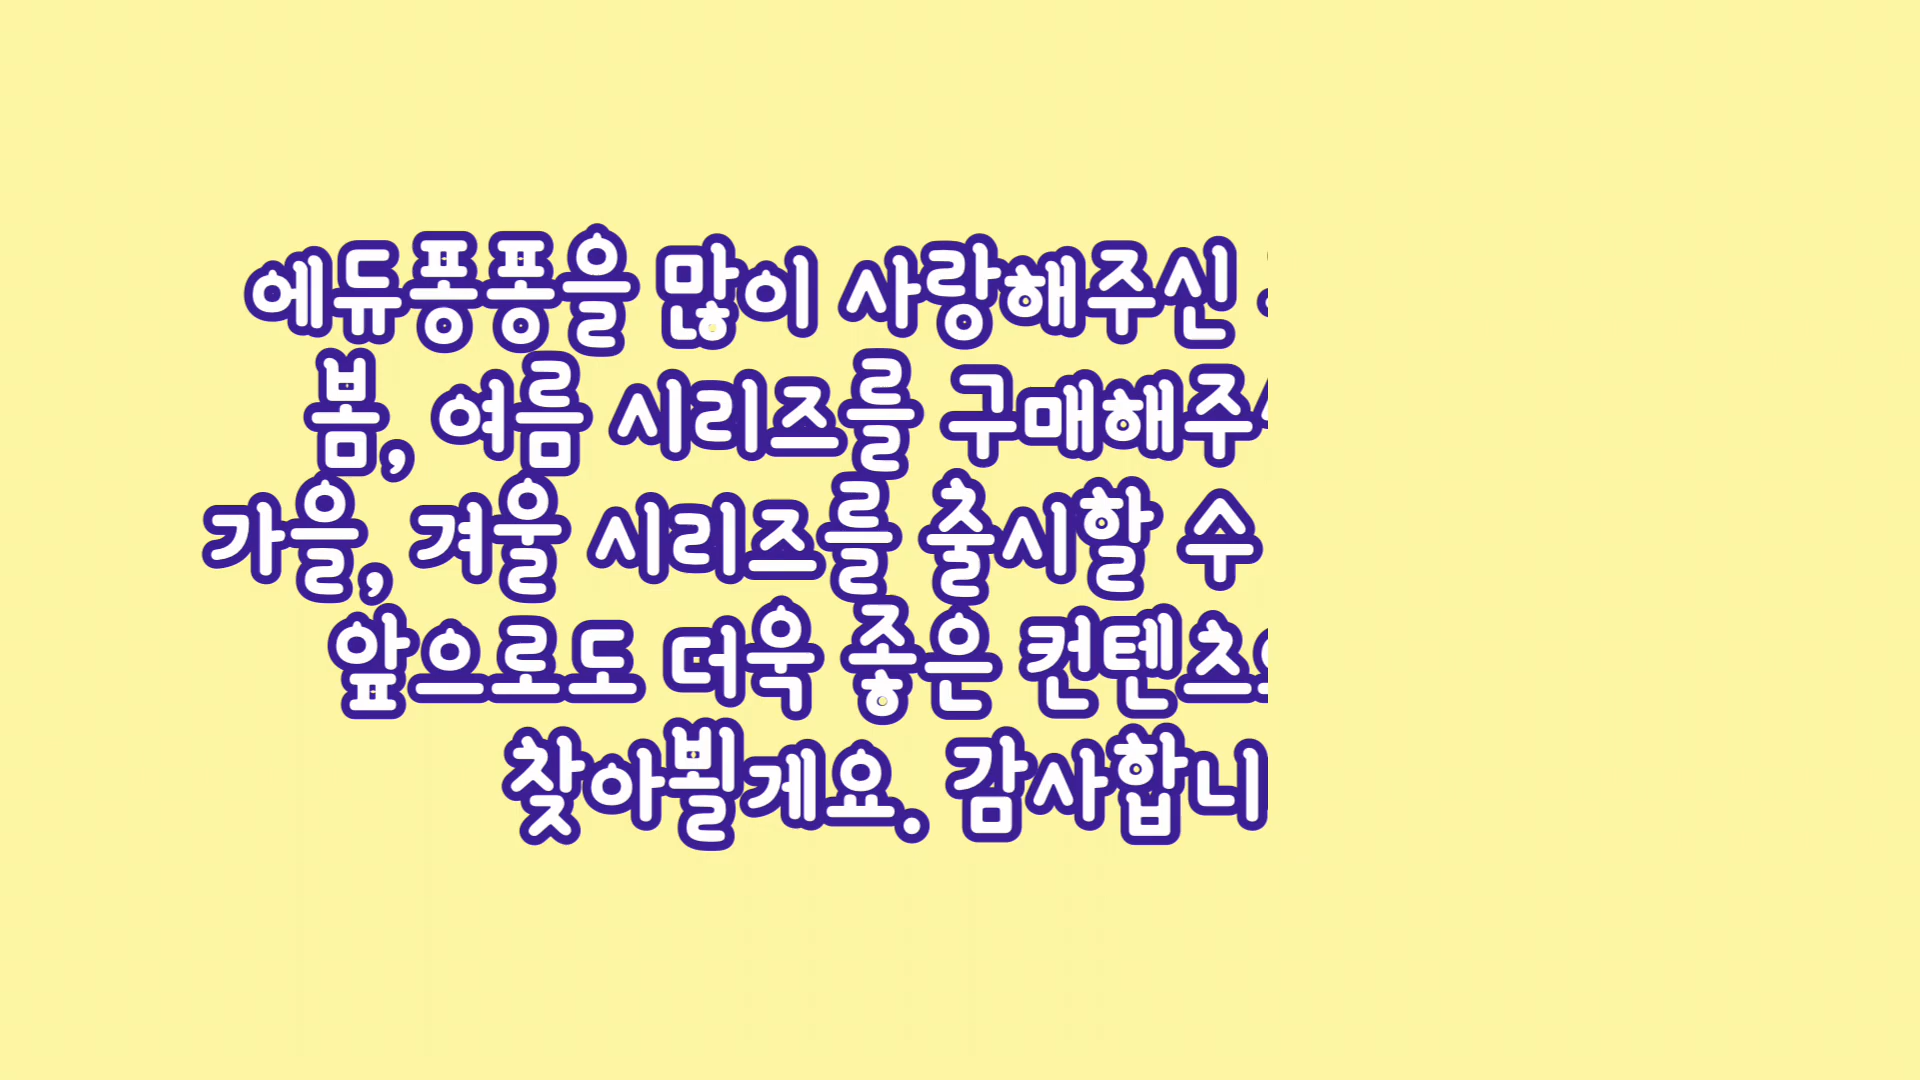 에듀퐁퐁을 많이 사랑해주신
봄, 여름 시리즈를 구매해주
가을, 겨울 시리즈를 출시할 수
앞으로도 더욱 좋은 컨텐츠
찾아뵐게요. 감사합니